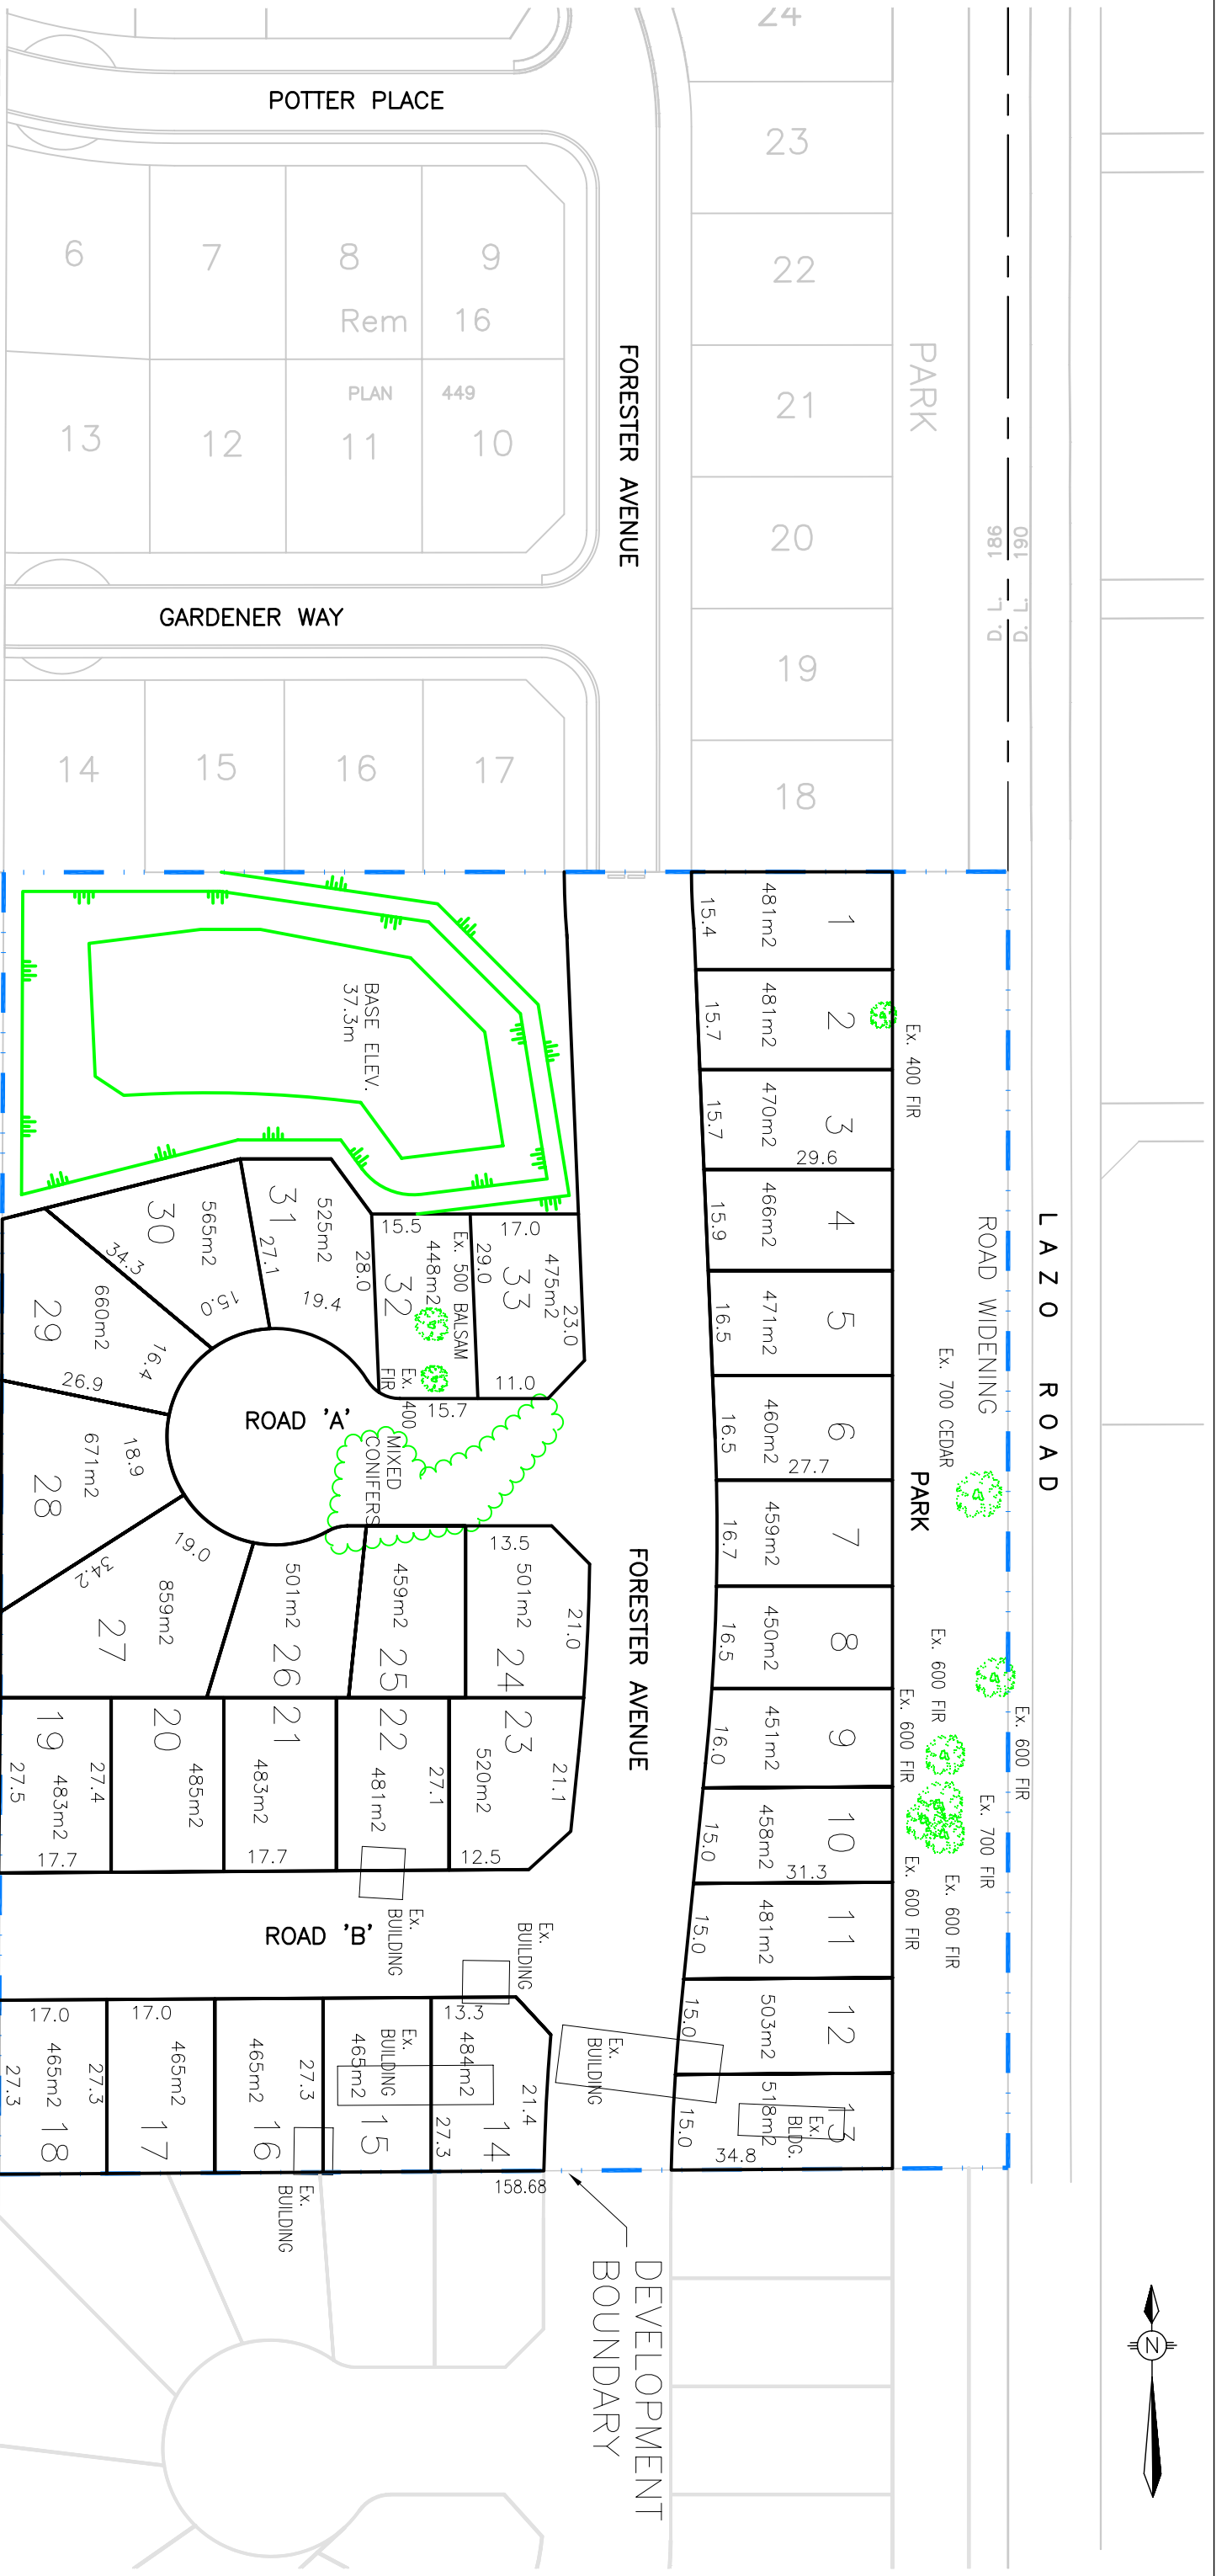 24
POTTER PLACE
23
6
7
8
9
Rem 16
22
PLAN 449
13
12
11
10
FORESTER AVENUE
21
PARK
20
190
186
D. L.
D. L.
GARDENER WAY
19
14
15
16
17
18
1
481m2
15.4
2
481m2
15.7
Ex. 400 FIR
3
470m2
15.7
29.6
4
466m2
15.9
5
471m2
16.5
6
460m2
16.5
27.7
7
459m2
16.7
8
450m2
16.5
9
451m2
16.0
10
458m2
15.0
31.3
11
481m2
15.0
12
503m2
15.0
13
518m2
15.0
34.8
Ex.
BLDG.
LAZO ROAD
ROAD WIDENING
Ex. 700 CEDAR
PARK
Ex. 600 FIR
Ex. 600 FIR
Ex. 600 FIR
Ex. 700 FIR
Ex. 600 FIR
Ex. 600 FIR
BASE ELEV.
37.3m
30
565m2
15.0
34.3
31
525m2
27.1
19.4
28.0
32
448m2
15.5
Ex. 500 BALSAM
Ex. 400
FIR
15.7
33
475m2
17.0
29.0
23.0
11.0
29
660m2
16.4
26.9
ROAD 'A'
MIXED
CONIFERS
28
671m2
18.9
27
859m2
19.0
34.2
26
501m2
25
459m2
24
501m2
13.5
21.0
FORESTER AVENUE
19
483m2
27.5
27.4
17.7
20
485m2
21
483m2
17.7
22
481m2
27.1
23
520m2
21.1
12.5
ROAD 'B'
Ex.
BUILDING
Ex.
BUILDING
Ex.
BUILDING
18
465m2
17.0
27.3
27.3
17
465m2
17.0
16
465m2
27.3
15
465m2
Ex.
BUILDING
14
484m2
13.3
21.4
27.3
158.68
Ex.
BUILDING
DEVELOPMENT
BOUNDARY
N